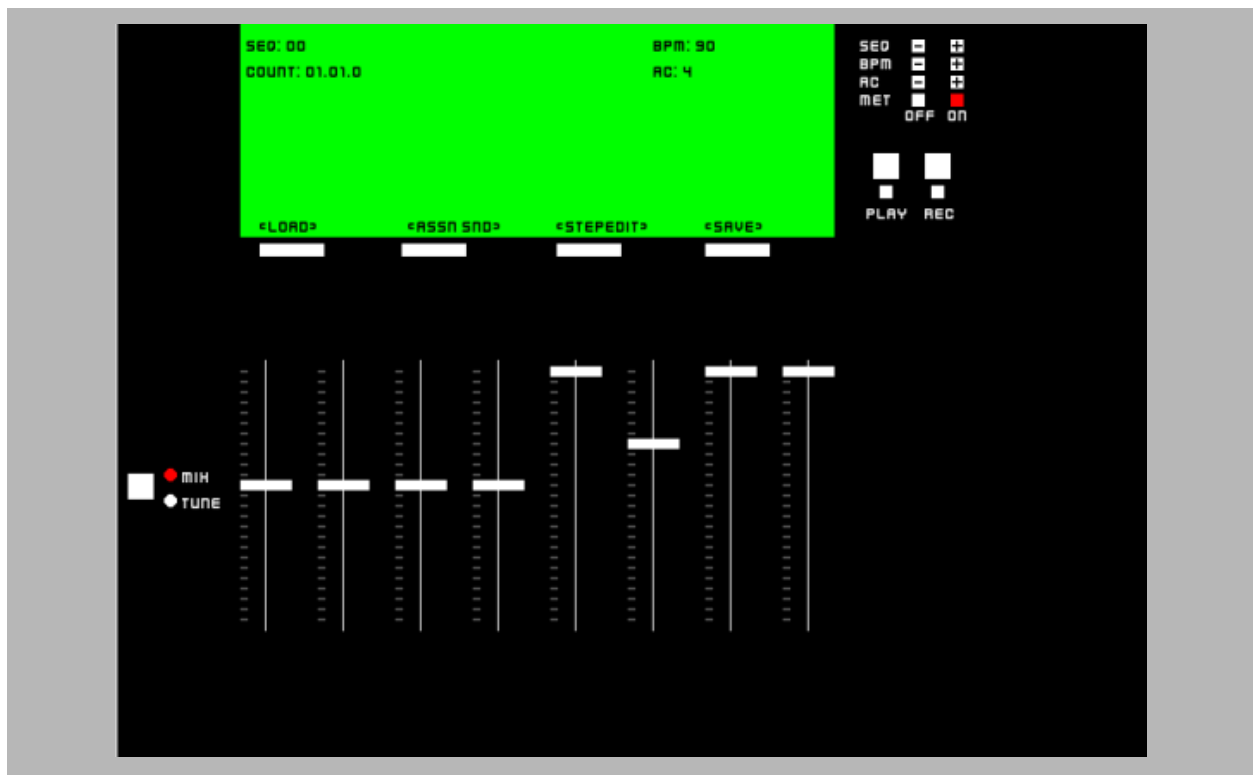 SEQ: 00
BPM: 90
COUNT: 01.01.0
AC: 4
<LOAD>
<ASSN SND>
<STEPEDIT>
<SAVE>
SEQ - +
BPM - +
AC - +
MET
OFF ON
PLAY REC
MIX
TUNE